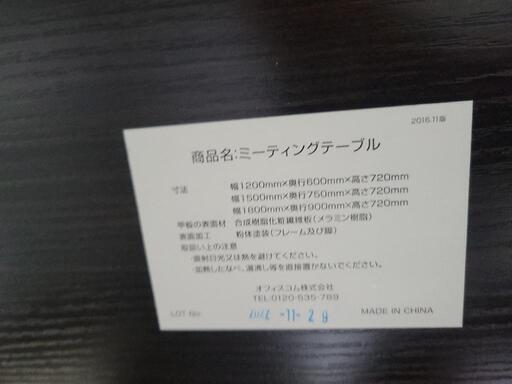 2016.11版
商品名:ミーティングテーブル
寸法 幅1200mm×奥行600mm×高さ720mm
幅1500mm×奥行750mm×高さ720mm
幅1800mm×奥行900mm×高さ720mm
甲板の表面材 合成樹脂化粧繊維板(メラミン樹脂)
表面加工 粉体塗装(フレーム及び脚)
取扱い上の注意
・直射日光又は熱を避けてください。
・加熱したなべ、湯沸し等を直接置かないでください。
オフィスコム株式会社
TEL:0120-535-789
LOT No. -11-29
MADE IN CHINA